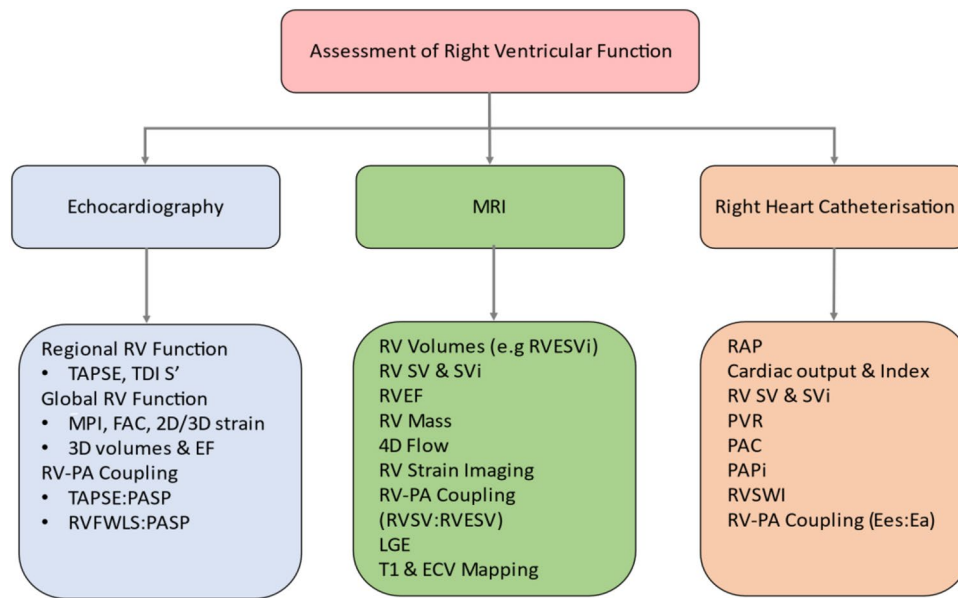 Assessment of Right Ventricular Function
Echocardiography
MRI
Right Heart Catheterisation
Regional RV Function
• TAPSE, TDI S’
Global RV Function
• MPI, FAC, 2D/3D strain
• 3D volumes & EF
RV-PA Coupling
• TAPSE:PASP
• RVFWLS:PASP
RV Volumes (e.g RVESVi)
RV SV & SVi
RVEF
RV Mass
4D Flow
RV Strain Imaging
RV-PA Coupling
(RVSV:RVESV)
LGE
T1 & ECV Mapping
RAP
Cardiac output & Index
RV SV & SVi
PVR
PAC
PAPi
RVSWI
RV-PA Coupling (Ees:Ea)